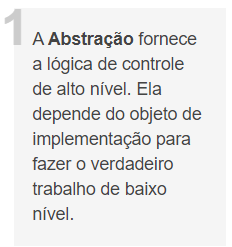 1
A Abstração fornece
a lógica de controle
de alto nível. Ela
depende do objeto de
implementação para
fazer o verdadeiro
trabalho de baixo
nível.